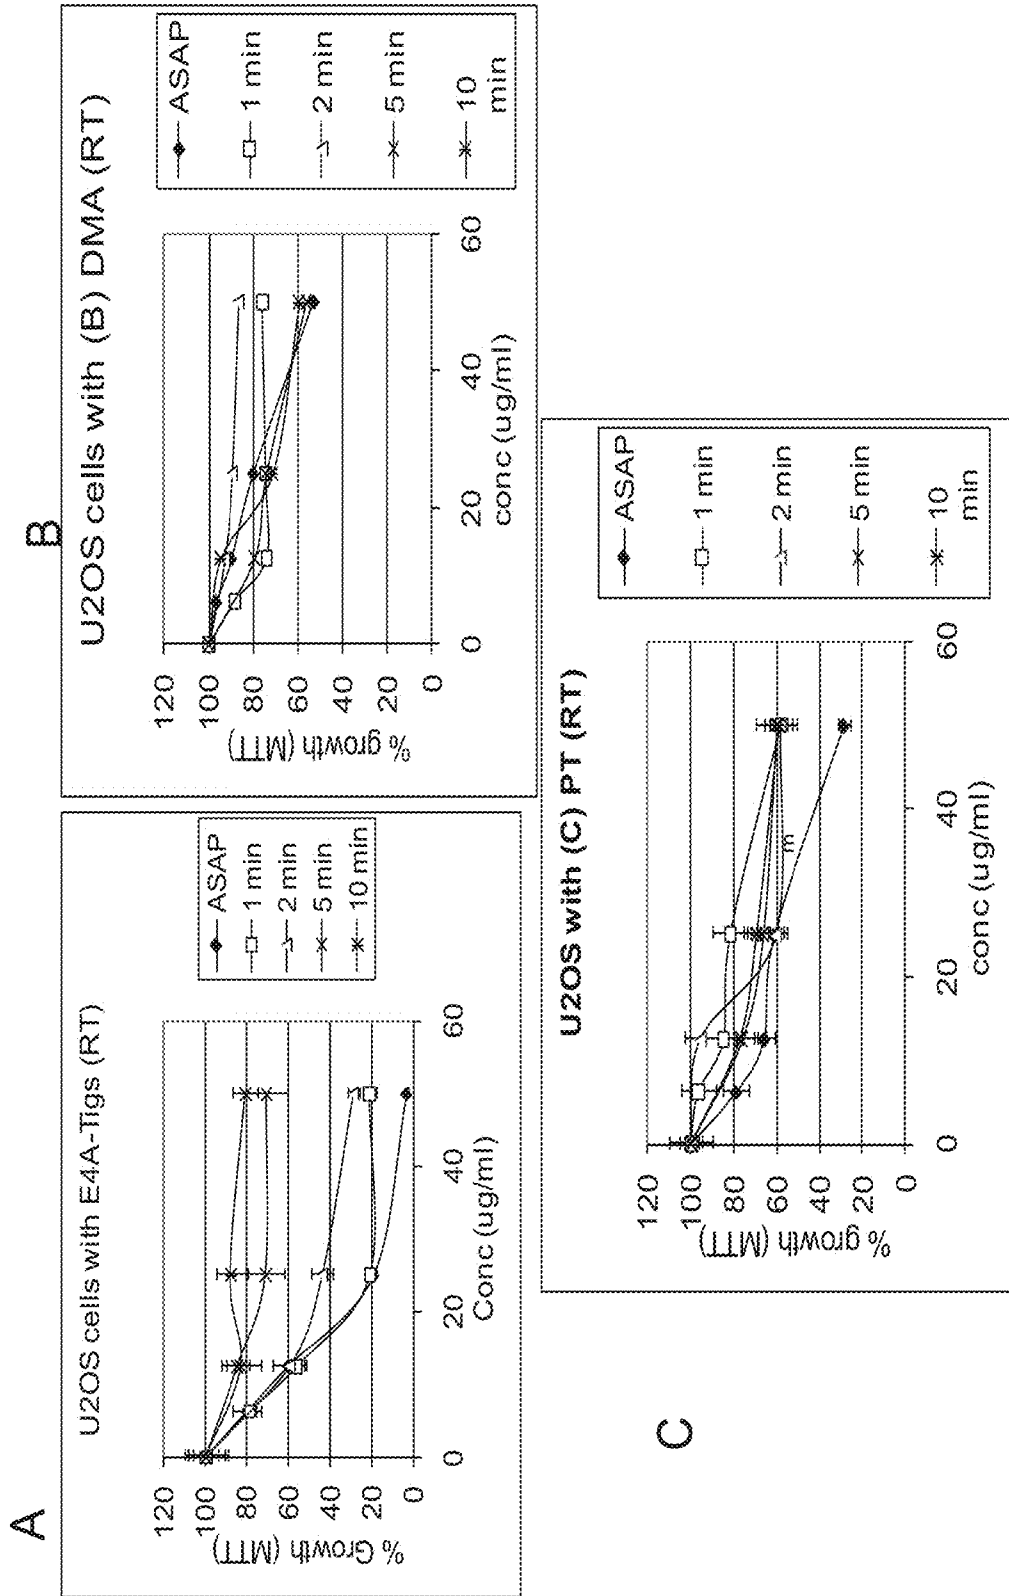 A
U2OS cells with E4A-Tigs (RT)
120
100
80
60
40
20
0
% Growth (MTT)
0
20
40
60
Conc (ug/ml)
ASAP
1 min
2 min
5 min
10 min
B
U2OS cells with (B) DMA (RT)
120
100
80
60
40
20
0
% growth (MTT)
0
20
40
60
conc (ug/ml)
ASAP
1 min
2 min
5 min
10
min
C
U2OS with (C) PT (RT)
120
100
80
60
40
20
0
% growth (MTT)
m
0
20
40
60
conc (ug/ml)
ASAP
1 min
2 min
5 min
10
min